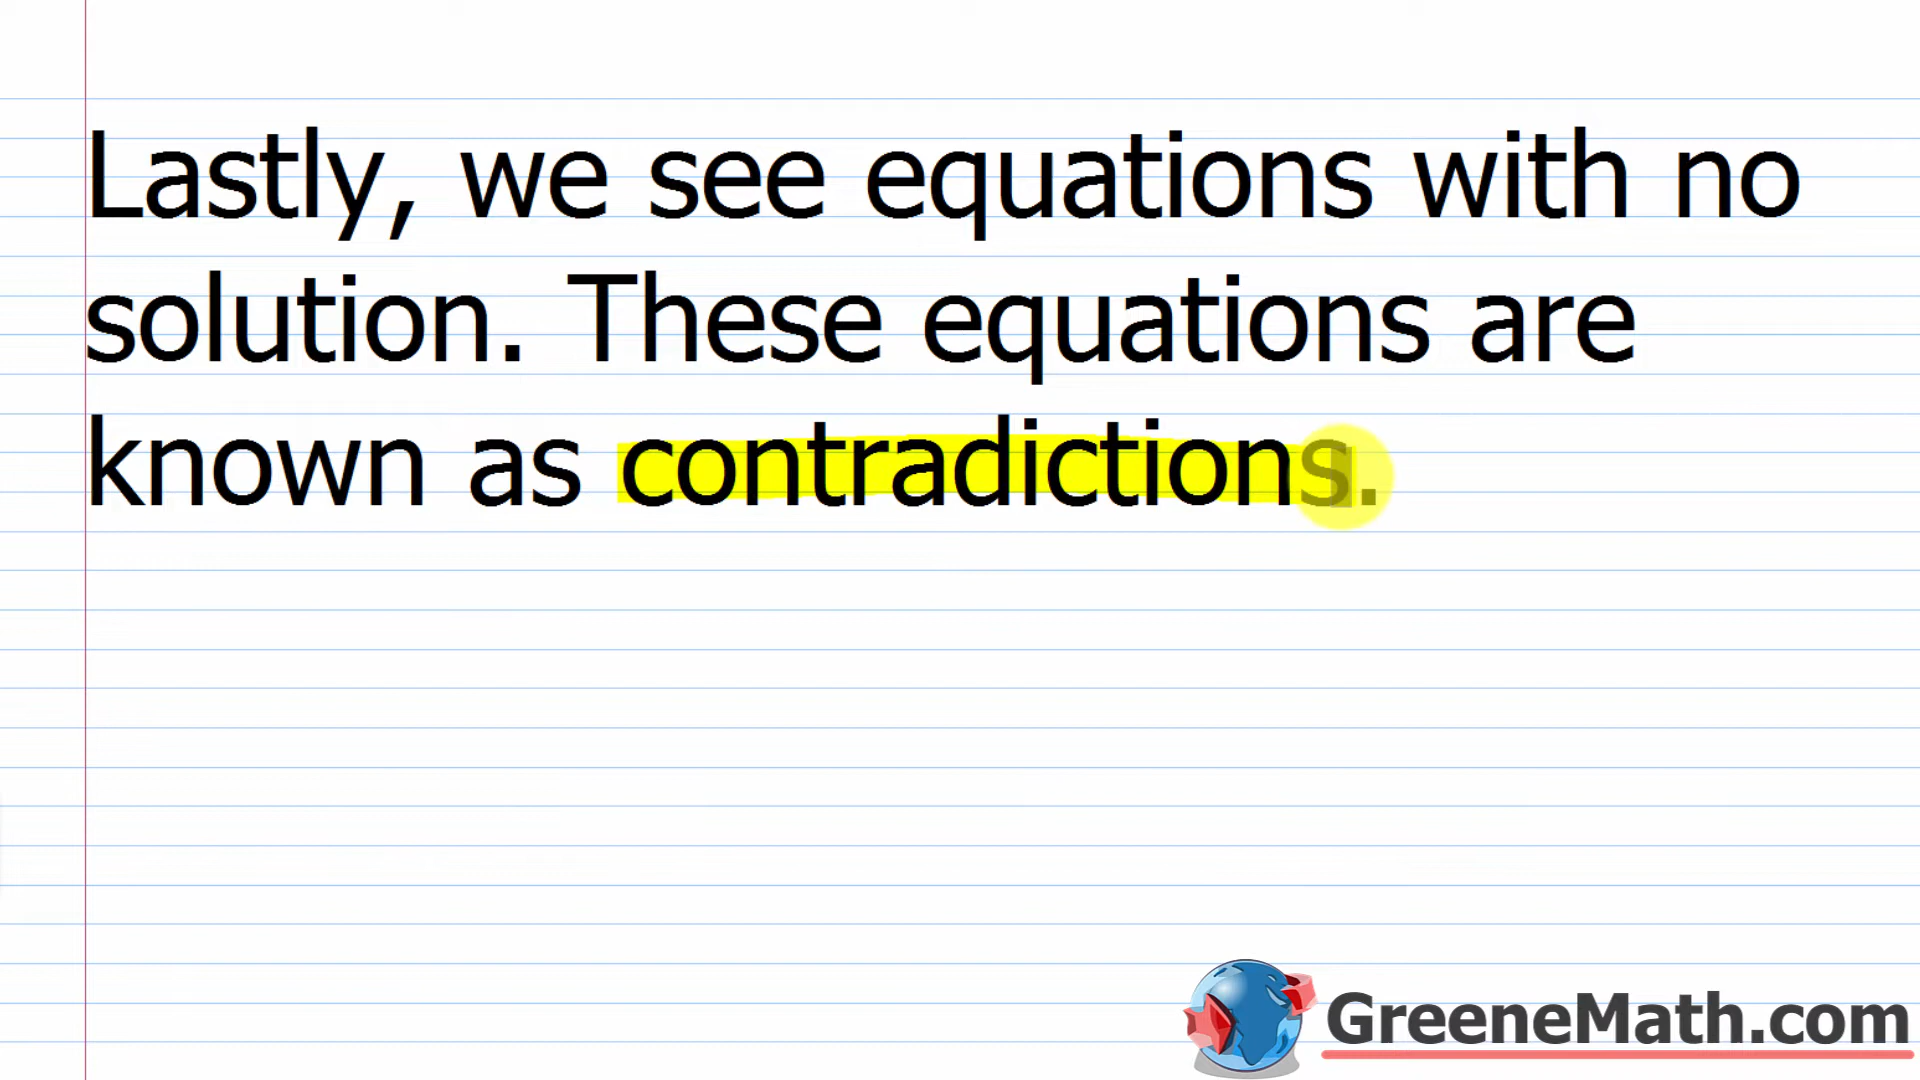 Lastly, we see equations with no
solution. These equations are
known as contradictions.
GreeneMath.com